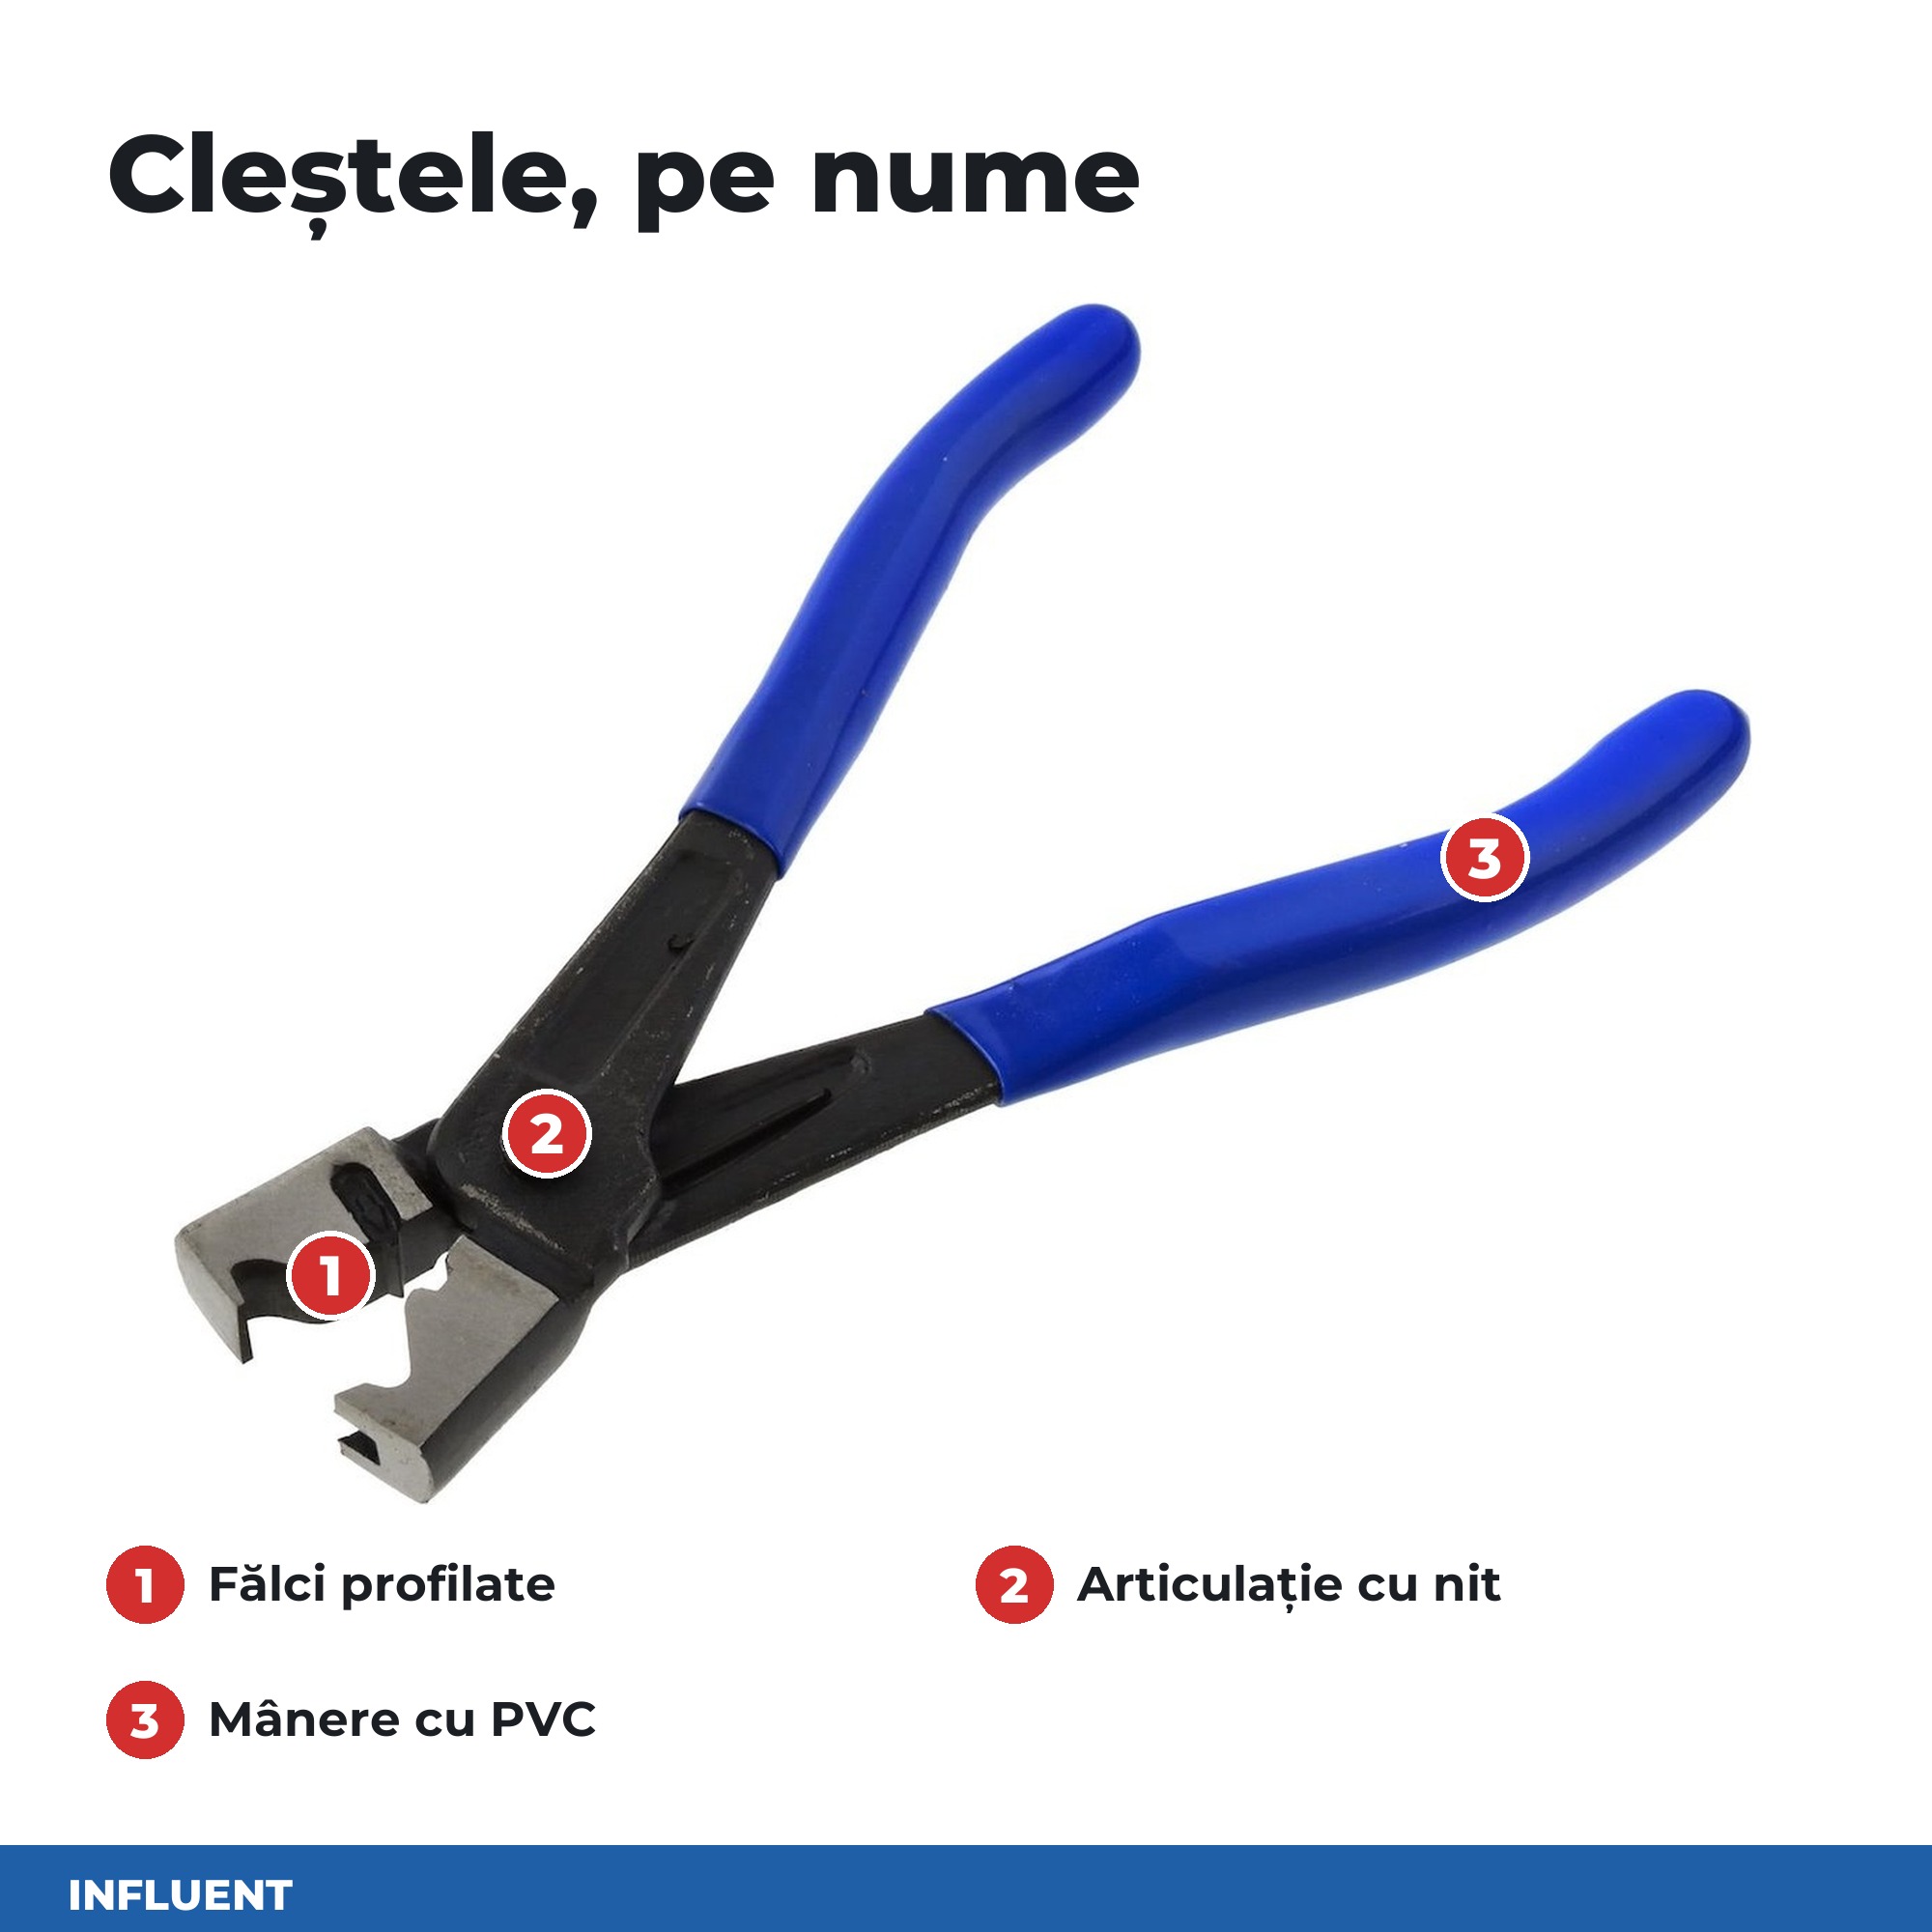 Cleștele, pe nume
3
2
1
1 Fălci profilate
2 Articulație cu nit
3 Mânere cu PVC
INFLUENT